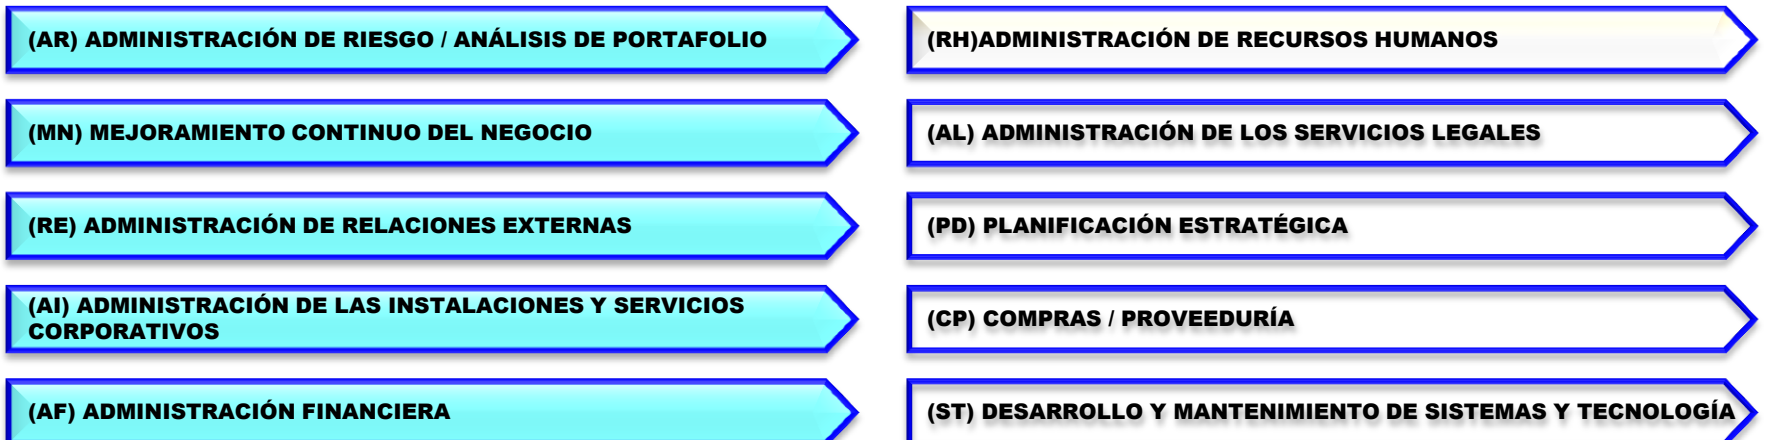 (AR) ADMINISTRACIÓN DE RIESGO / ANÁLISIS DE PORTAFOLIO
(MN) MEJORAMIENTO CONTINUO DEL NEGOCIO
(RE) ADMINISTRACIÓN DE RELACIONES EXTERNAS
(AI) ADMINISTRACIÓN DE LAS INSTALACIONES Y SERVICIOS
CORPORATIVOS
(AF) ADMINISTRACIÓN FINANCIERA
(RH)ADMINISTRACIÓN DE RECURSOS HUMANOS
(AL) ADMINISTRACIÓN DE LOS SERVICIOS LEGALES
(PD) PLANIFICACIÓN ESTRATÉGICA
(CP) COMPRAS / PROVEEDURÍA
(ST) DESARROLLO Y MANTENIMIENTO DE SISTEMAS Y TECNOLOGÍA